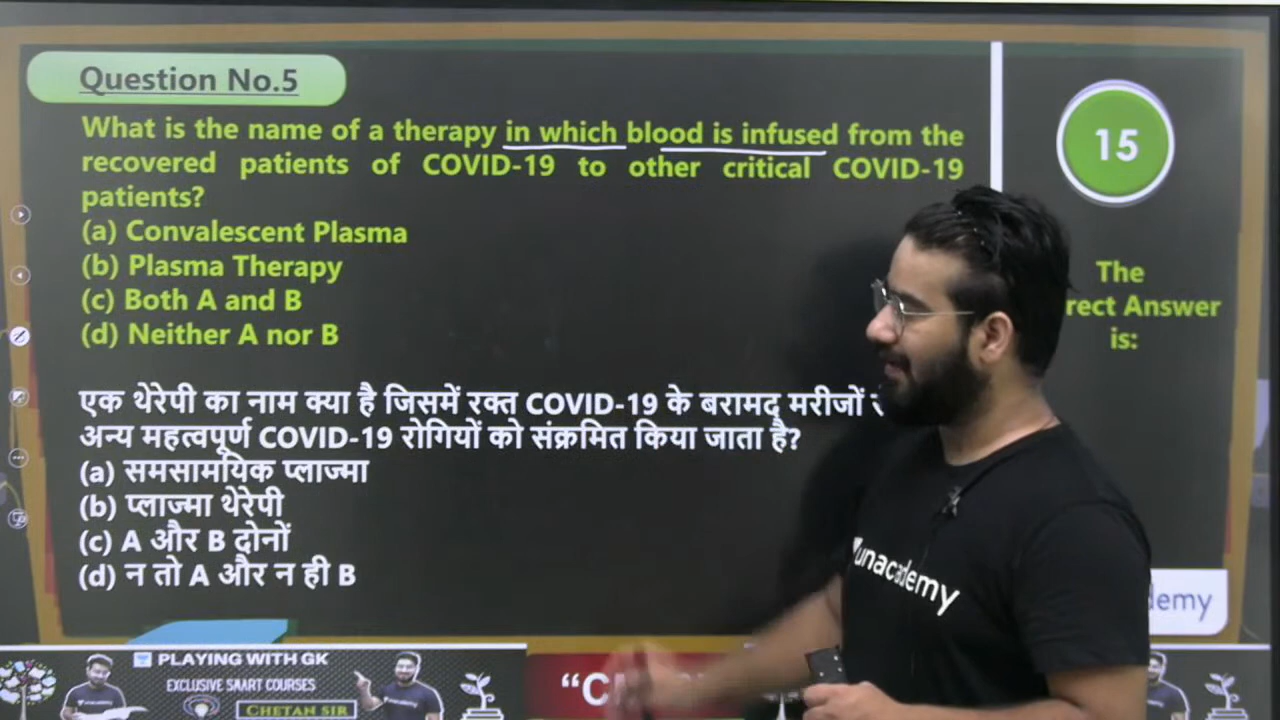 Question No.5
What is the name of a therapy in which blood is infused from the
recovered patients of COVID-19 to other critical COVID-19
patients?
(a) Convalescent Plasma
(b) Plasma Therapy
(c) Both A and B
(d) Neither A nor B
एक थेरेपी का नाम क्या है जिसमें रक्त COVID-19 के बरामद मरीजों
अन्य महत्वपूर्ण COVID-19 रोगियों को संक्रमित किया जाता है?
(a) समसामयिक प्लाज्मा
(b) प्लाज्मा थेरेपी
(c) A और B दोनों
(d) न तो A और न ही B
15
The
rect Answer
is:
unacademy
demy
PLAYING WITH GK
EXCLUSIVE SMART COURSES
CHETAN SIR